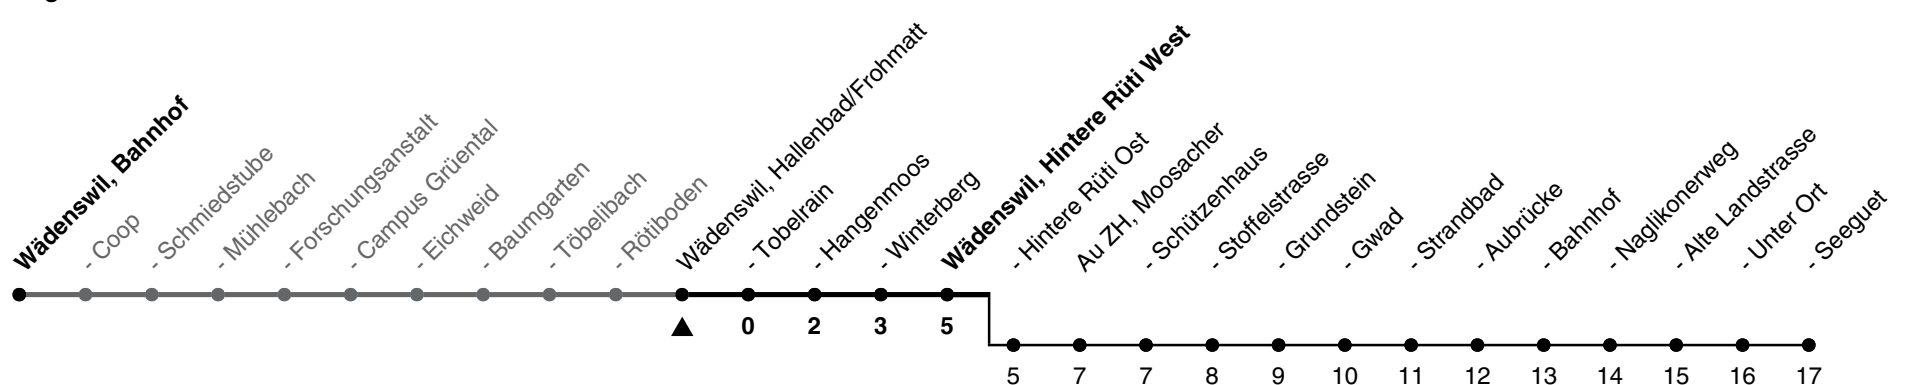 Wädenswil, Bahnhof
- Coop
- Schmiedstube
- Mühlebach
- Forschungsanstalt
- Campus Grüental
- Eichweid
- Baumgarten
- Töbelibach
- Rötiboden
Wädenswil, Hallenbad/Frohmatt
- Tobelrain
- Hangenmoos
- Winterberg
Wädenswil, Hintere Rüti West
- Hintere Rüti Ost
Au ZH, Moosacher
- Schützenhaus
- Stoffelstrasse
- Grundstein
- Gwad
- Strandbad
- Aubrücke
- Bahnhof
- Naglikonerweg
- Alte Landstrasse
- Unter Ort
- Seeguet
0 2 3 5
5 7 7 8 9 10 11 12 13 14 15 16 17